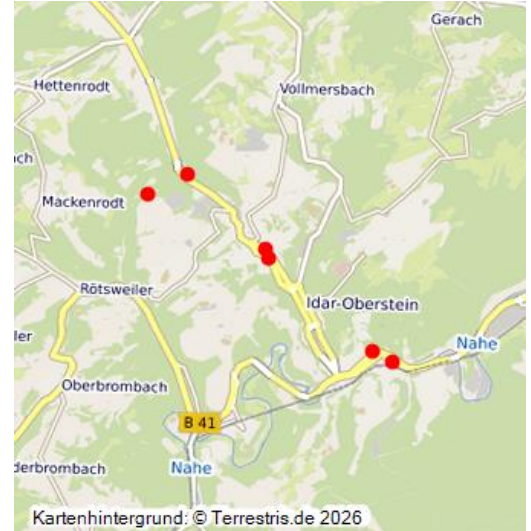 Gerach
Hettenrodt
Vollmersbach
ch
Mackenrodt
Rötsweiler
Idar-Oberstein
ler
Nahe
Oberbrombach
B 41
derbrombach
Nahe
Kartenhintergrund: © Terrestris.de 2026